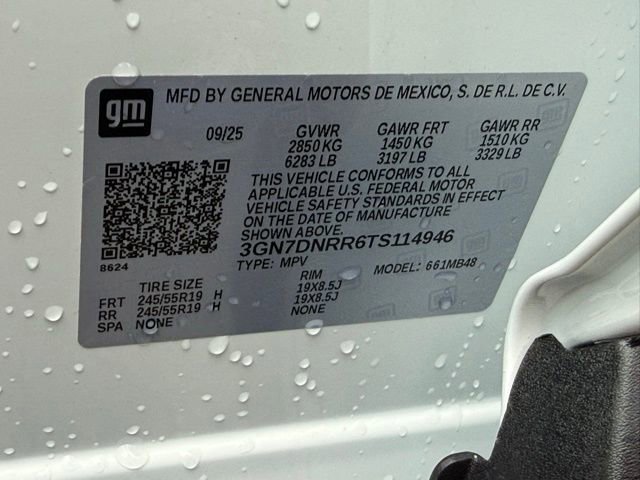 gm MFD BY GENERAL MOTORS DE MEXICO, S. DE R.L. DE C.V.
09/25 GVWR GAWR FRT GAWR RR
2850 KG 1450 KG 1510 KG
6283 LB 3197 LB 3329 LB
THIS VEHICLE CONFORMS TO ALL
APPLICABLE U.S. FEDERAL MOTOR
VEHICLE SAFETY STANDARDS IN EFFECT
ON THE DATE OF MANUFACTURE
SHOWN ABOVE.
3GN7DNRR6TS114946
8624 TYPE: MPV MODEL: 661MB48
TIRE SIZE RIM
FRT 245/55R19 H 19X8.5J
RR 245/55R19 H 19X8.5J
SPA NONE NONE